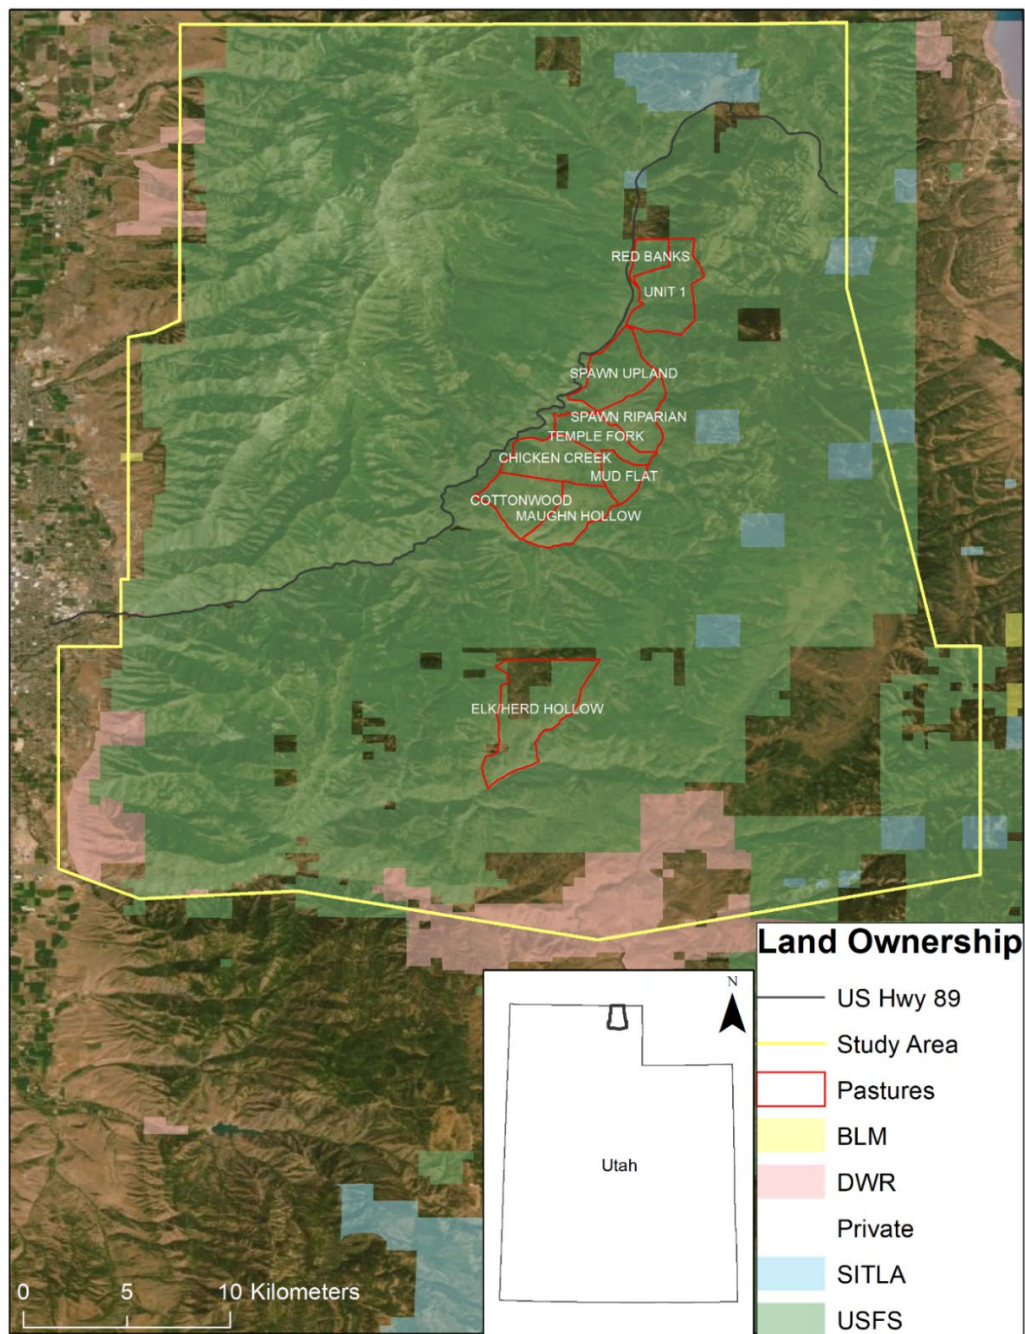 RED BANKS
UNIT 1
SPAWN UPLAND
SPAWN RIPARIAN
TEMPLE FORK
CHICKEN CREEK
MUD FLAT
COTTONWOOD
MAUGHN HOLLOW
ELK/HERD HOLLOW
Land Ownership
US Hwy 89
Study Area
Pastures
BLM
DWR
Private
SITLA
USFS
N
Utah
0 5 10 Kilometers